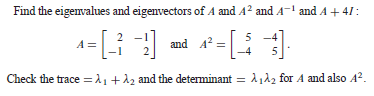 Find the eigenvalues and eigenvectors of A and A² and A⁻¹ and A + 4I :
A = [ 2 −1 ; −1 2 ] and A² = [ 5 −4 ; −4 5 ].
Check the trace = λ₁ + λ₂ and the determinant = λ₁λ₂ for A and also A².